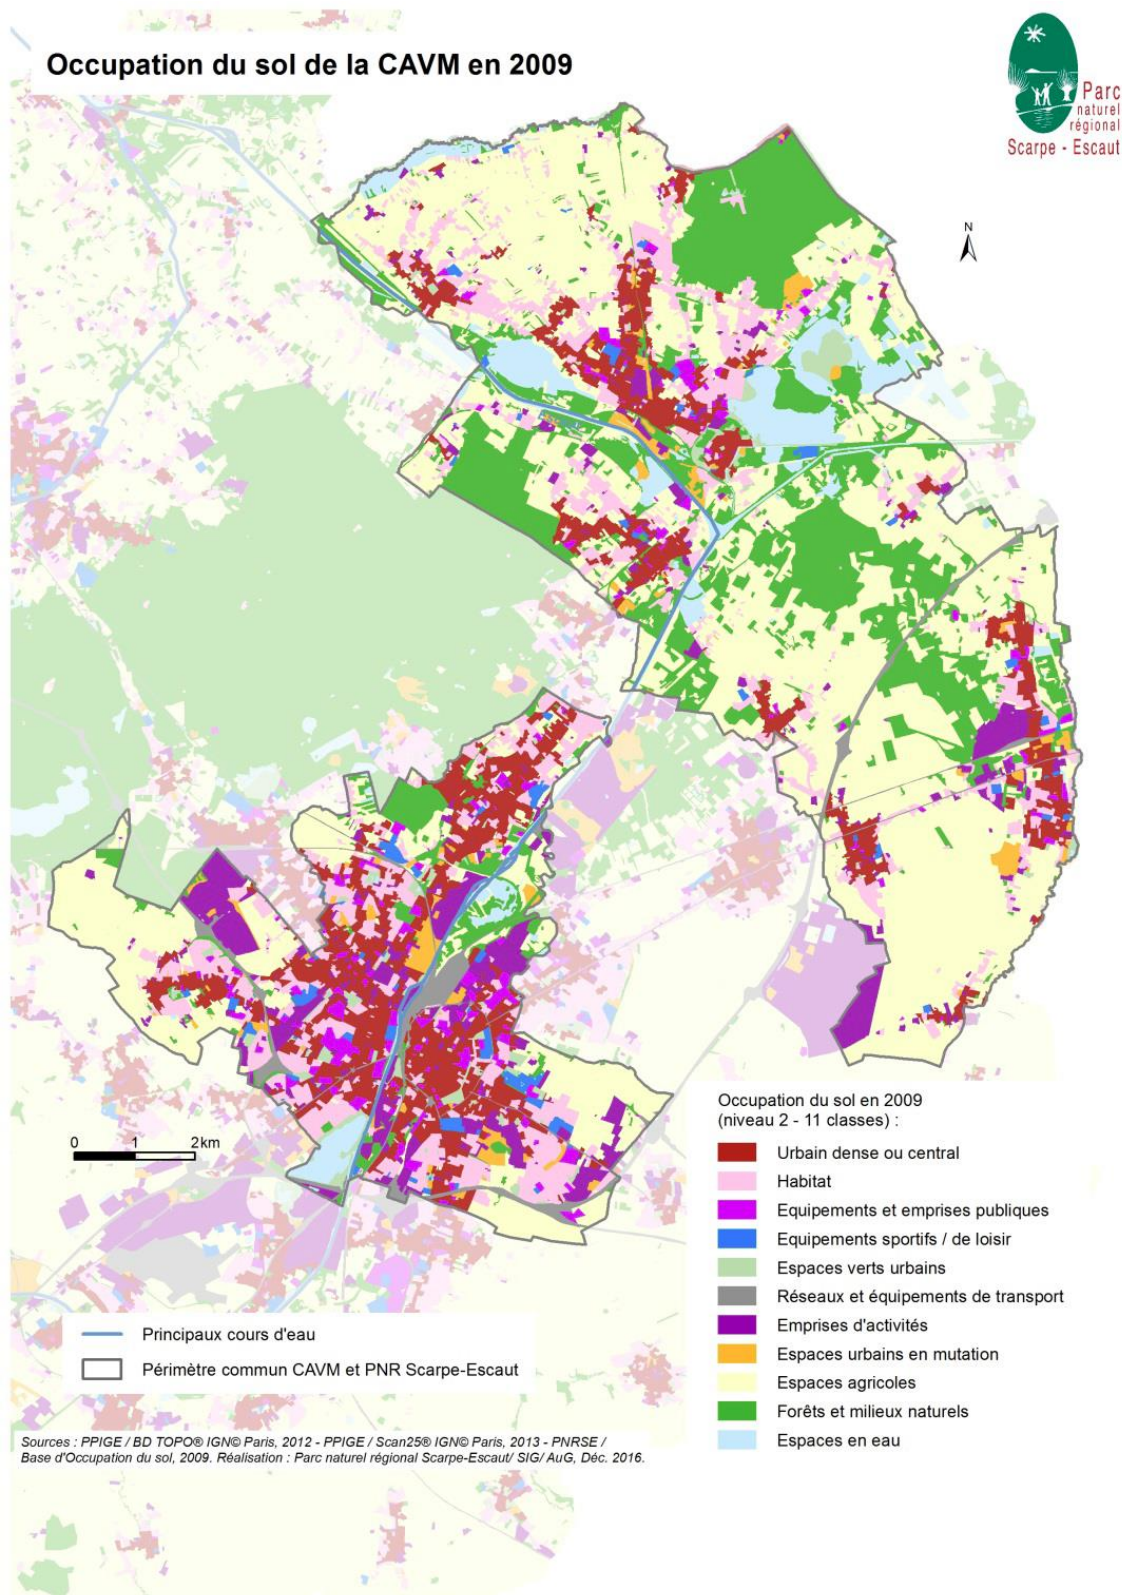 Occupation du sol de la CAVM en 2009
Parc
naturel
régional
Scarpe - Escaut
N
0 1 2 km
Occupation du sol en 2009
(niveau 2 - 11 classes) :
Urbain dense ou central
Habitat
Equipements et emprises publiques
Equipements sportifs / de loisir
Espaces verts urbains
Réseaux et équipements de transport
Emprises d'activités
Espaces urbains en mutation
Espaces agricoles
Forêts et milieux naturels
Espaces en eau
Principaux cours d'eau
Périmètre commun CAVM et PNR Scarpe-Escaut
Sources : PPIGE / BD TOPO® IGN© Paris, 2012 - PPIGE / Scan25® IGN© Paris, 2013 - PNRSE /
Base d'Occupation du sol, 2009. Réalisation : Parc naturel régional Scarpe-Escaut/ SIG/ AuG, Déc. 2016.